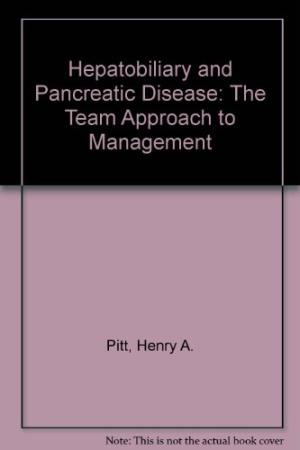 Hepatobiliary and
Pancreatic Disease: The
Team Approach to
Management
Pitt, Henry A.
Note: This is not the actual book cover